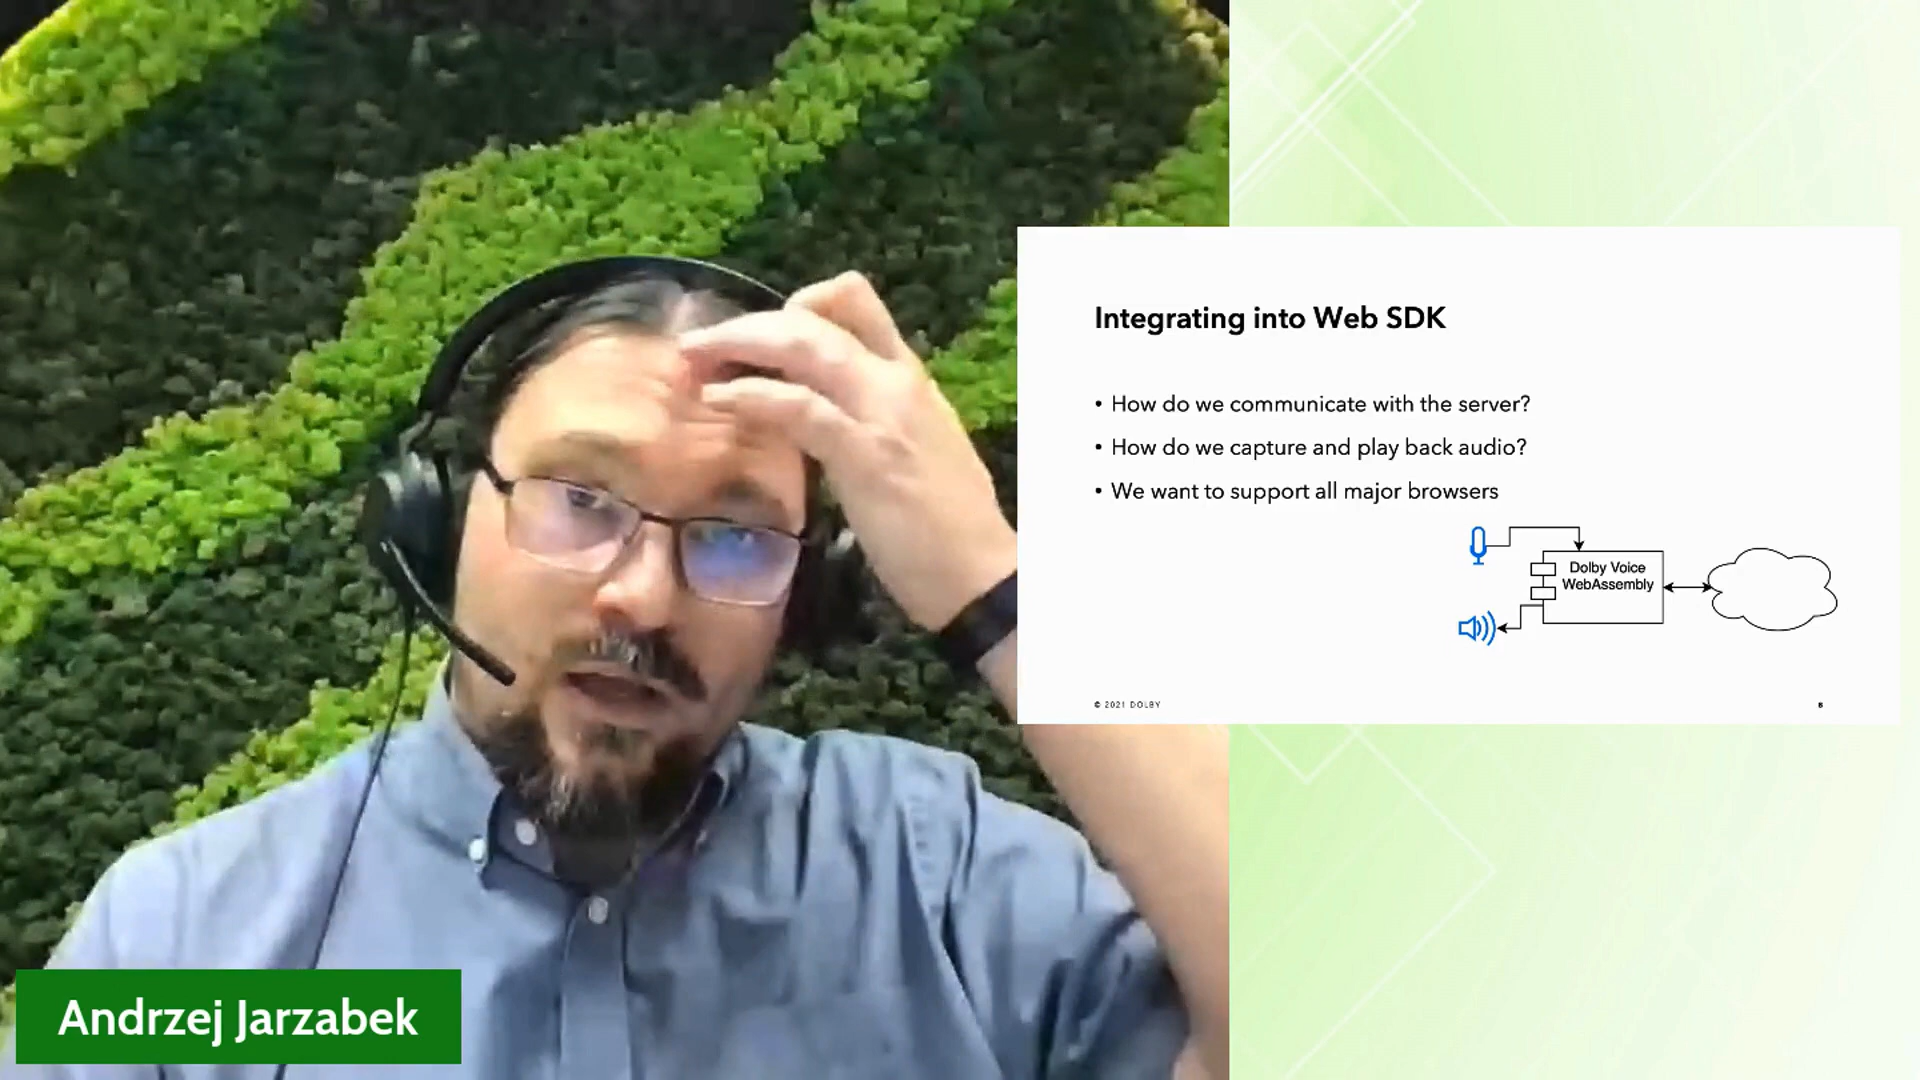 Integrating into Web SDK
• How do we communicate with the server?
• How do we capture and play back audio?
• We want to support all major browsers
Dolby Voice
WebAssembly
© 2021 DOLBY
8
Andrzej Jarzabek